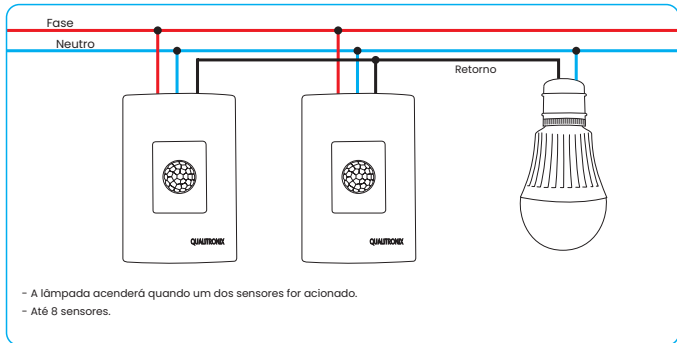 Fase
Neutro
Retorno
QUALITRONIX
QUALITRONIX
- A lâmpada acenderá quando um dos sensores for acionado.
- Até 8 sensores.